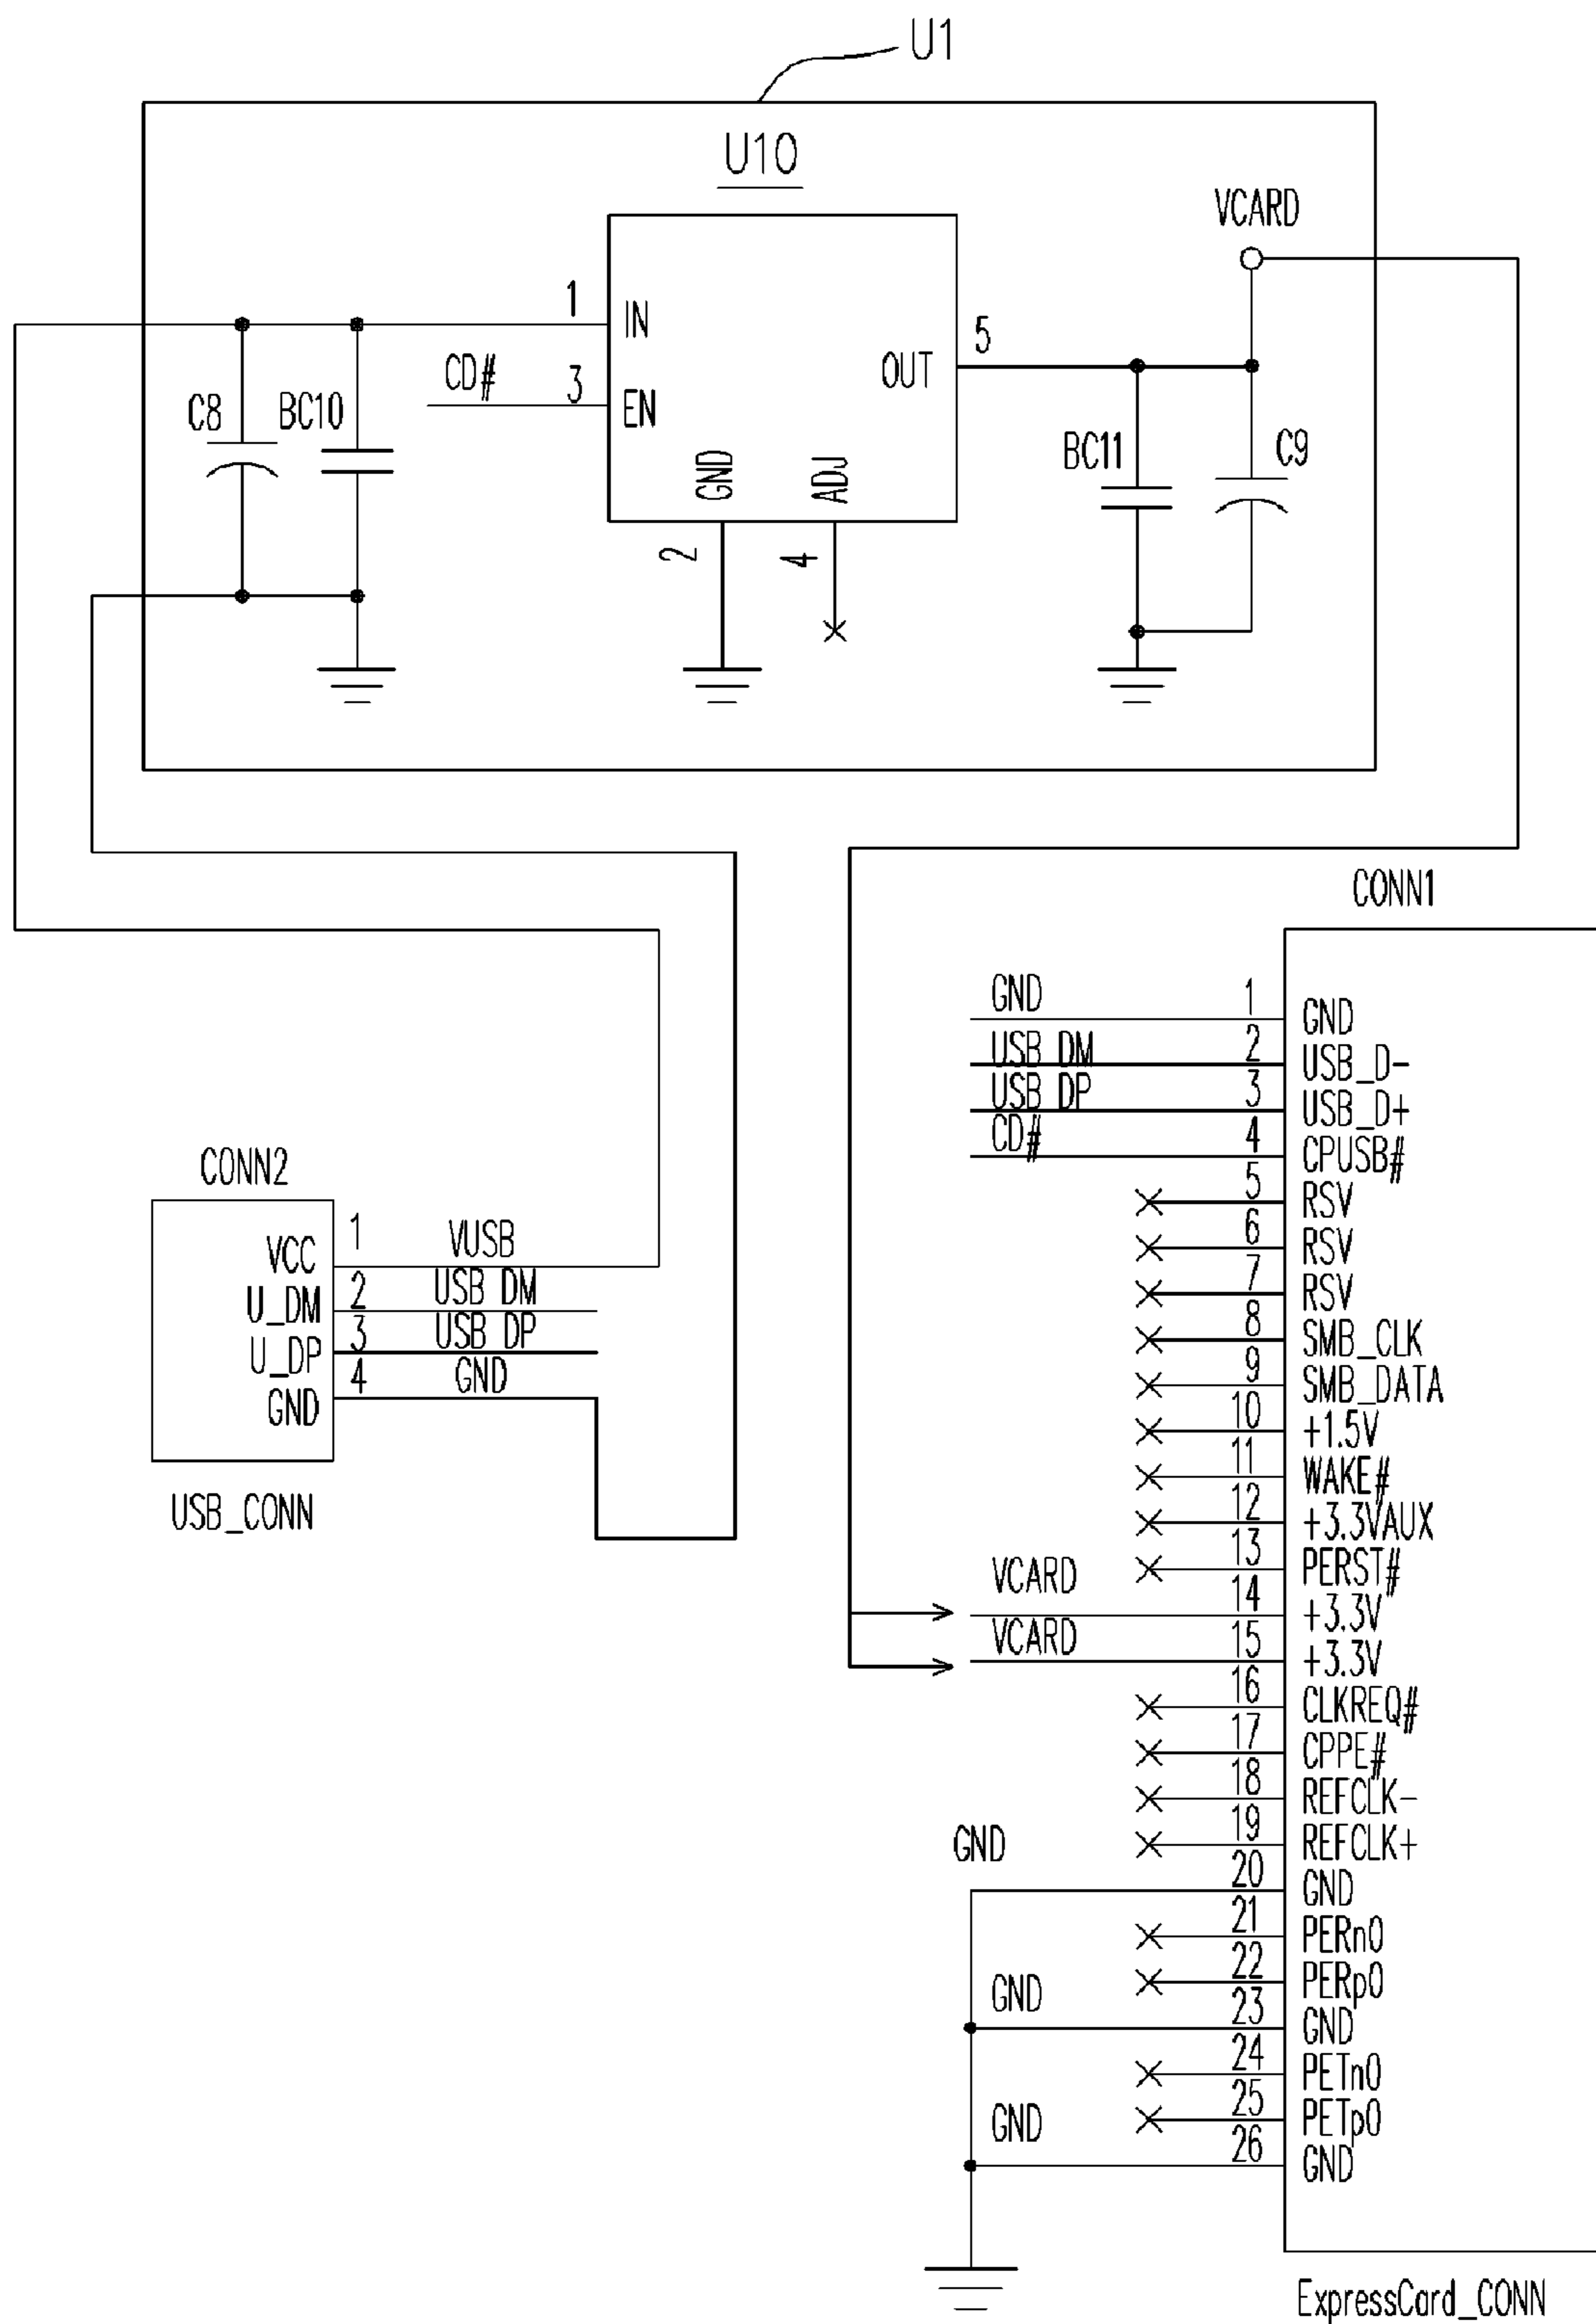 U1
U10
VCARD
1
IN
5
OUT
CD#
3
EN
C8
BC10
GND
ADJ
BC11
C9
2
4
CONN1
GND
1
GND
USB_DM
2
USB_D-
USB_DP
3
USB_D+
CD#
4
CPUSB#
5
RSV
6
RSV
7
RSV
8
SMB_CLK
9
SMB_DATA
10
+1.5V
11
WAKE#
12
+3.3VAUX
13
PERST#
VCARD
14
+3.3V
VCARD
15
+3.3V
16
CLKREQ#
17
CPPE#
18
REFCLK-
19
REFCLK+
GND
20
GND
21
PERn0
22
PERp0
GND
23
GND
24
PETn0
25
PETp0
GND
26
GND
ExpressCard_CONN
CONN2
VCC
1
VUSB
U_DM
2
USB_DM
U_DP
3
USB_DP
GND
4
GND
USB_CONN